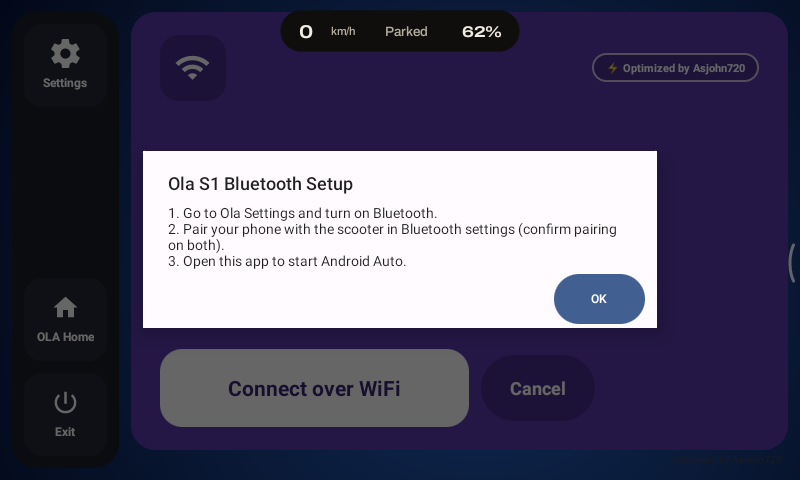 0 km/h Parked 62%
Settings
⚡ Optimized by Asjohn720
Ola S1 Bluetooth Setup
1. Go to Ola Settings and turn on Bluetooth.
2. Pair your phone with the scooter in Bluetooth settings (confirm pairing
on both).
3. Open this app to start Android Auto.
OK
OLA Home
Connect over WiFi
Cancel
Exit